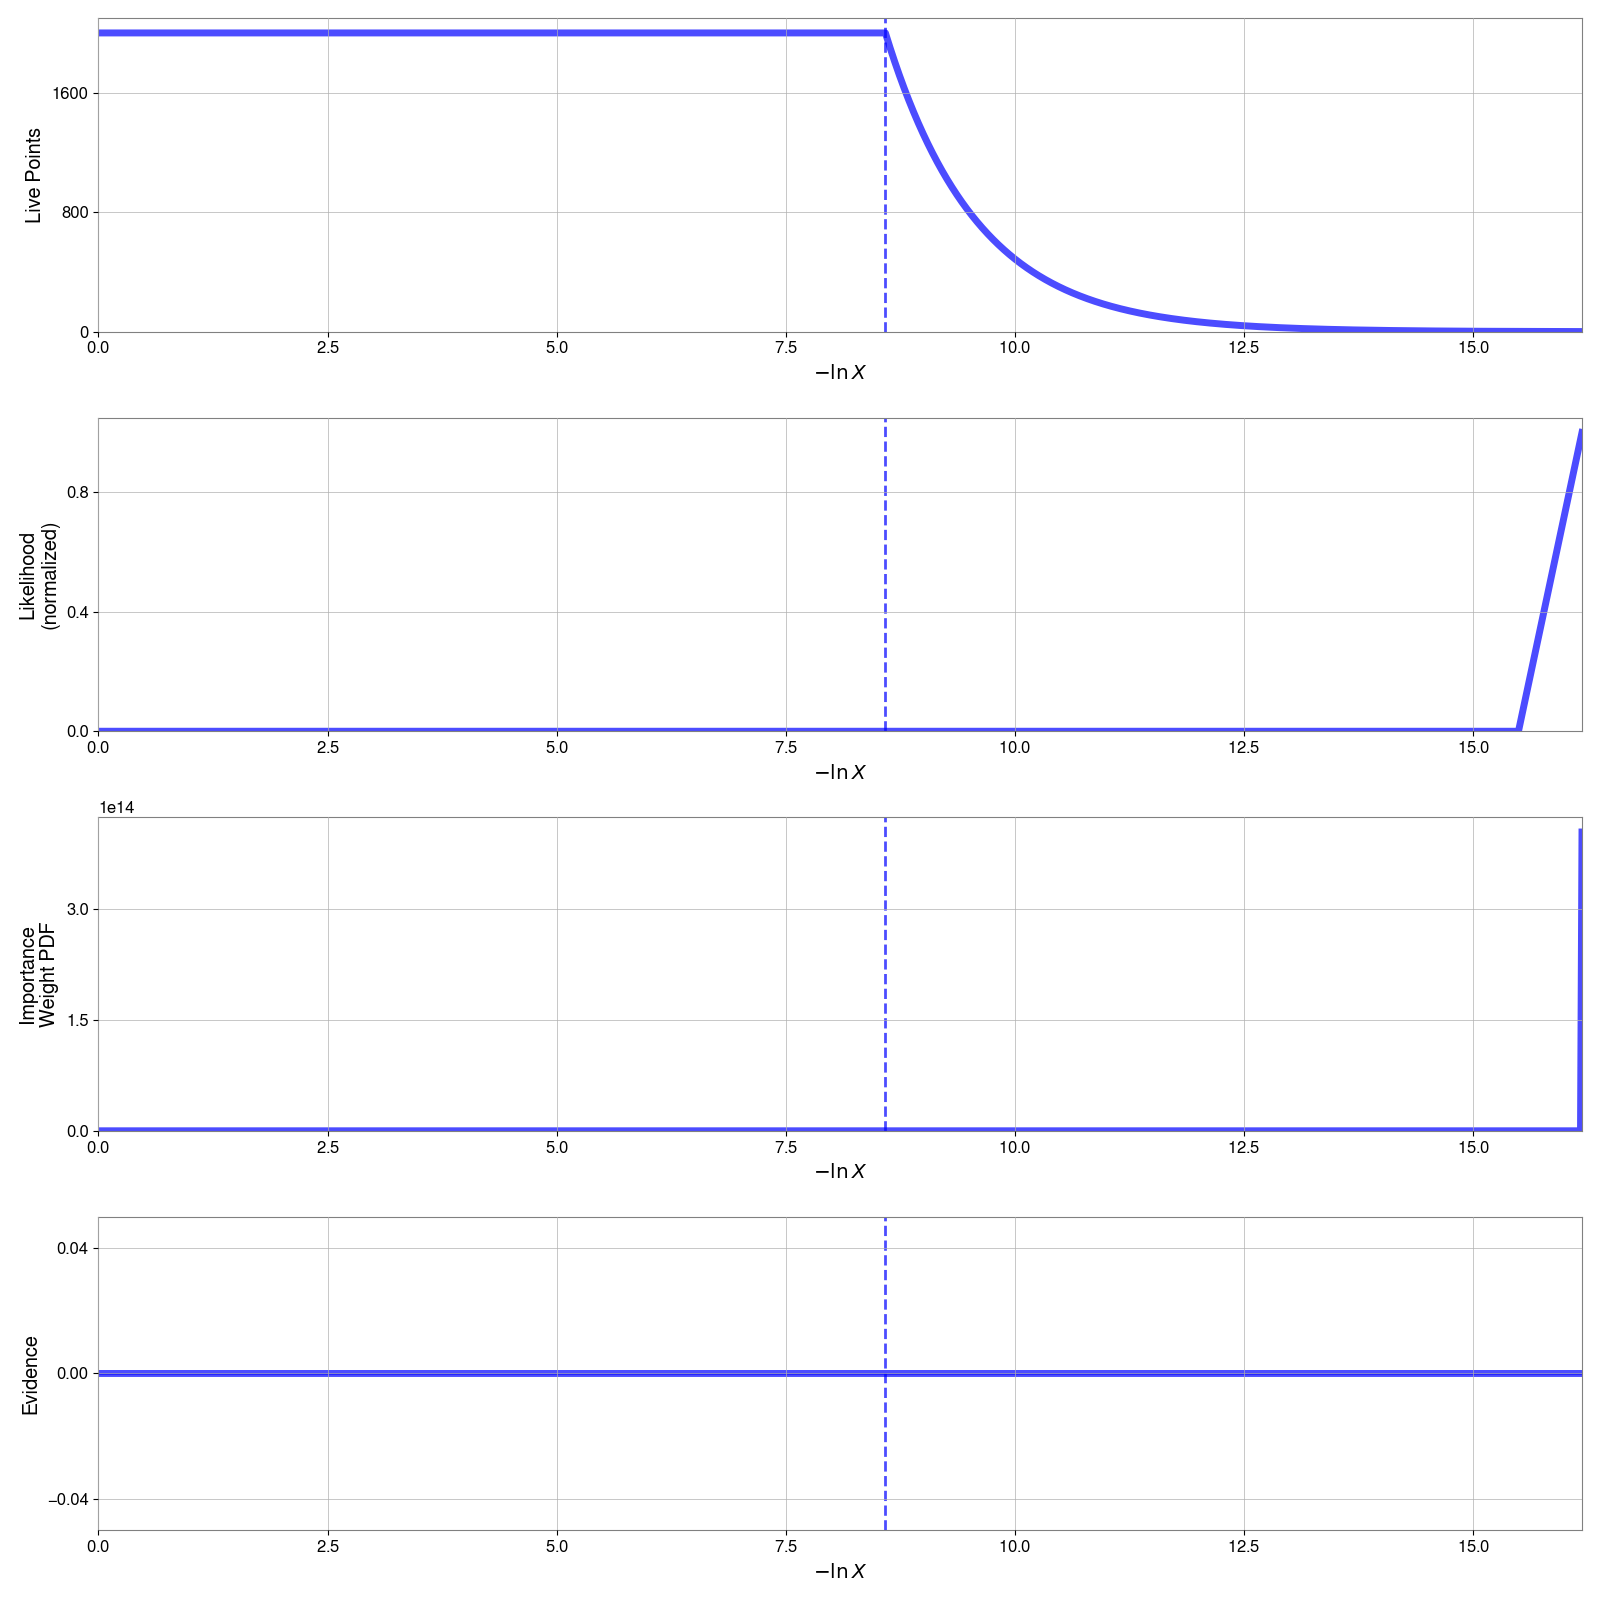 1600
800
0
Live Points
0.0 2.5 5.0 7.5 10.0 12.5 15.0
−ln X
0.8
0.4
0.0
Likelihood
(normalized)
0.0 2.5 5.0 7.5 10.0 12.5 15.0
−ln X
1e14
3.0
1.5
0.0
Importance
Weight PDF
0.0 2.5 5.0 7.5 10.0 12.5 15.0
−ln X
0.04
0.00
−0.04
Evidence
0.0 2.5 5.0 7.5 10.0 12.5 15.0
−ln X